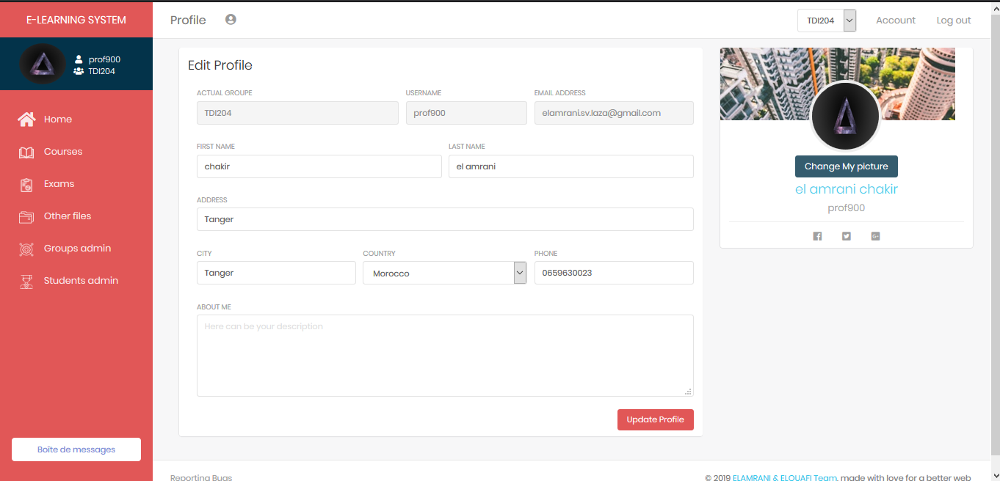 E-LEARNING SYSTEM
prof900
TDI204
Home
Courses
Exams
Other files
Groups admin
Students admin
Boîte de messages
Profile
TDI204
Account
Log out
Edit Profile
ACTUAL GROUPE
USERNAME
EMAIL ADDRESS
TDI204
prof900
elamrani.sv.laza@gmail.com
FIRST NAME
LAST NAME
chakir
el amrani
ADDRESS
Tanger
CITY
COUNTRY
PHONE
Tanger
Morocco
0659630023
ABOUT ME
Here can be your description
Update Profile
Change My picture
el amrani chakir
prof900
Reporting Bugs
© 2019 ELAMRANI & ELOUAFI Team, made with love for a better web